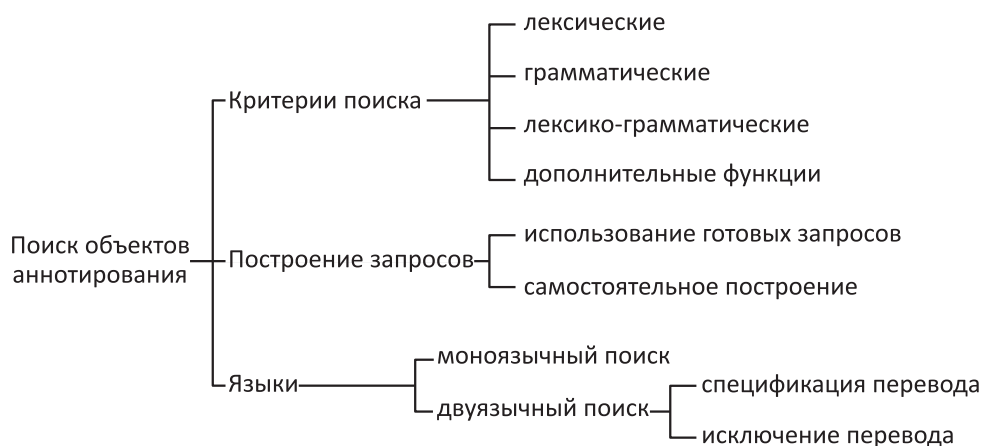 Поиск объектов
аннотирования
Критерии поиска
лексические
грамматические
лексико-грамматические
дополнительные функции
Построение запросов
использование готовых запросов
самостоятельное построение
Языки
моноязычный поиск
двуязычный поиск
спецификация перевода
исключение перевода